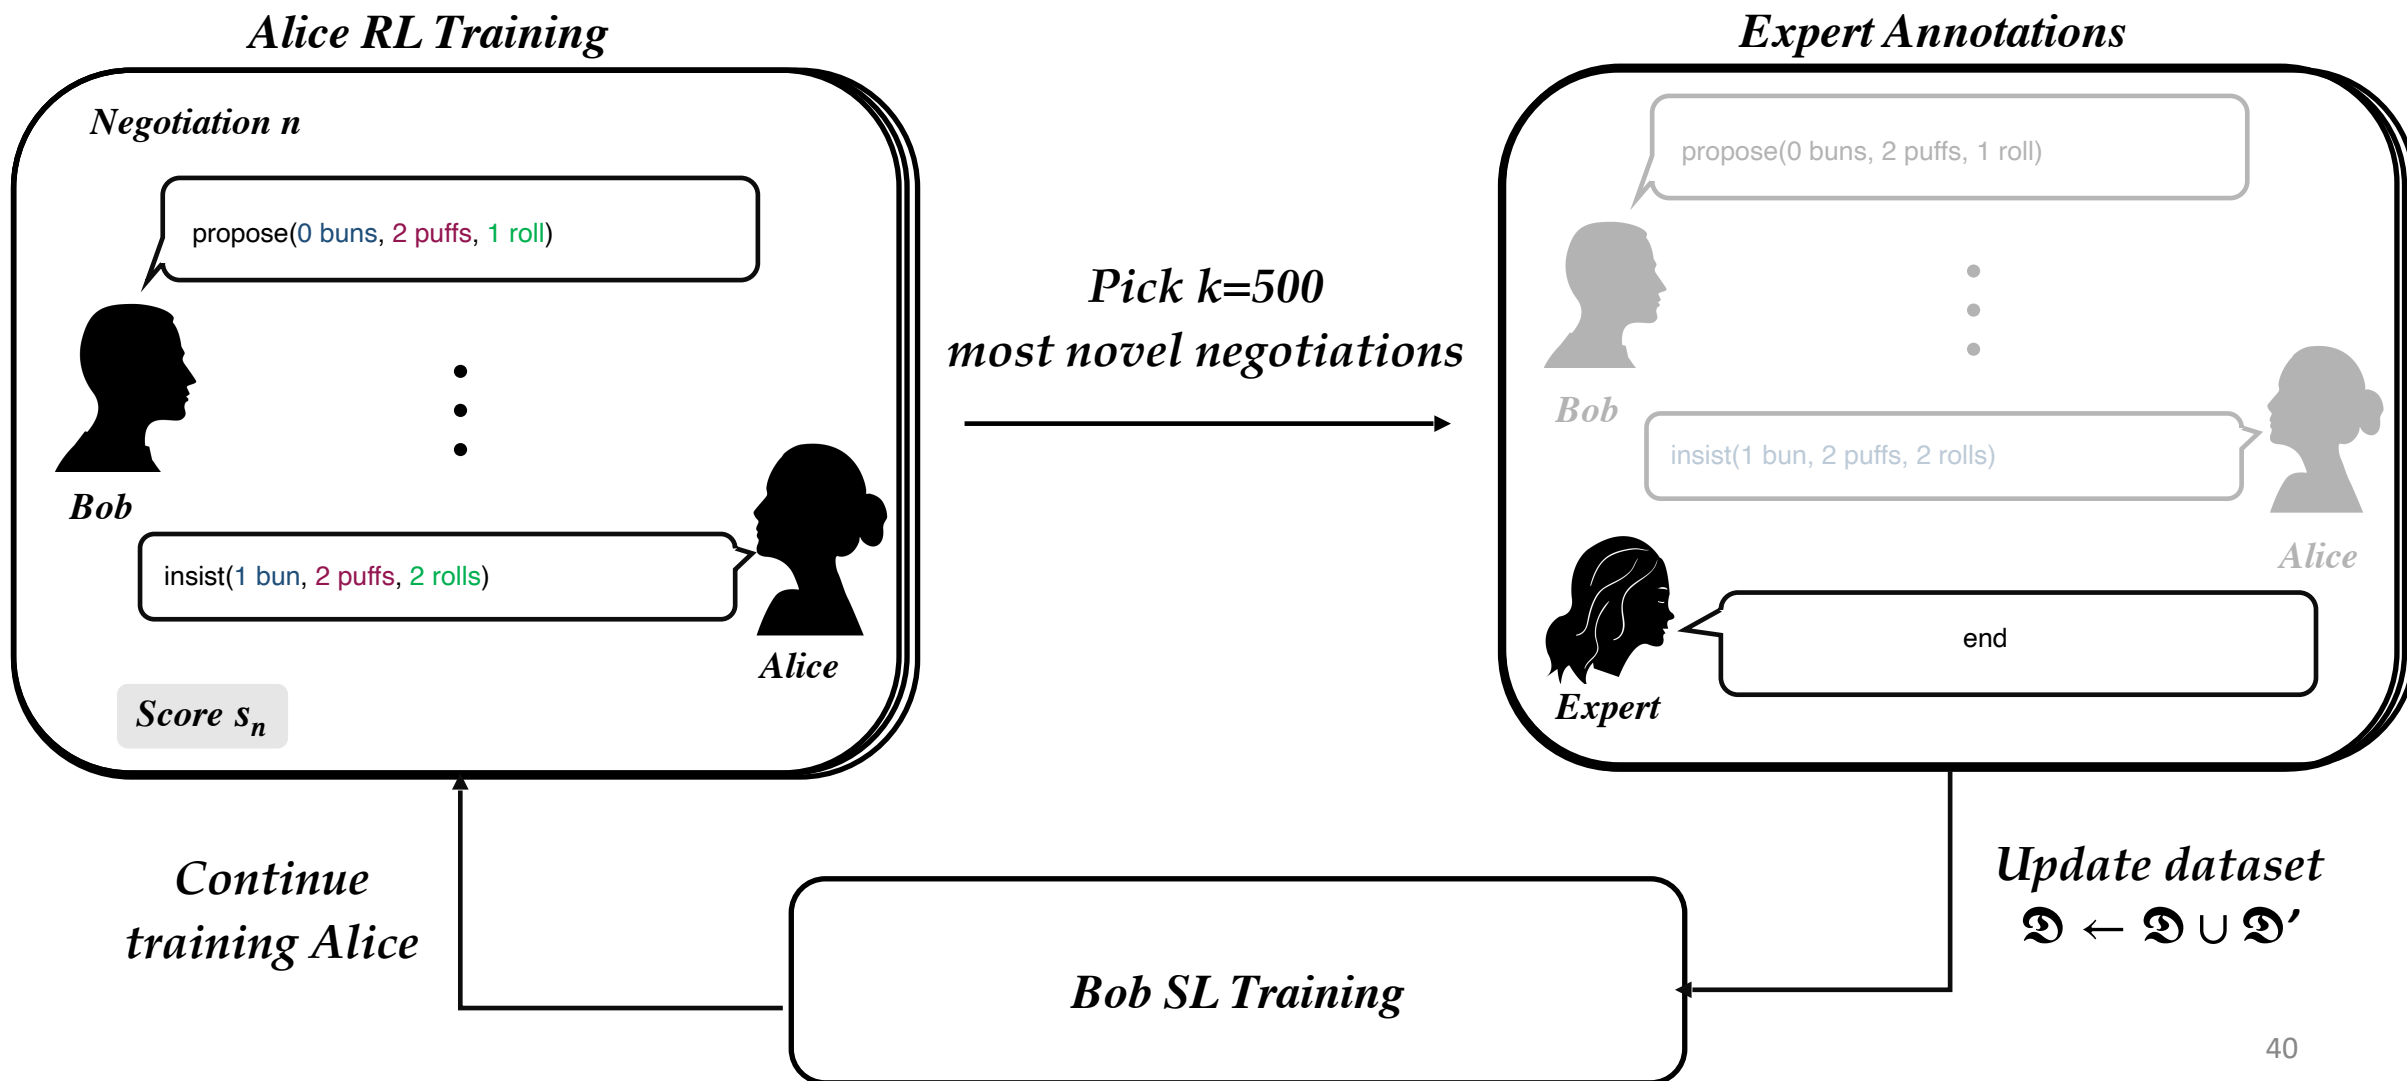 Alice RL Training
Negotiation n
propose(0 buns, 2 puffs, 1 roll)
Bob
insist(1 bun, 2 puffs, 2 rolls)
Alice
Score sₙ
Pick k=500
most novel negotiations
Expert Annotations
propose(0 buns, 2 puffs, 1 roll)
Bob
insist(1 bun, 2 puffs, 2 rolls)
Alice
end
Expert
Update dataset
𝕯 ← 𝕯 ∪ 𝕯’
Bob SL Training
Continue
training Alice
40